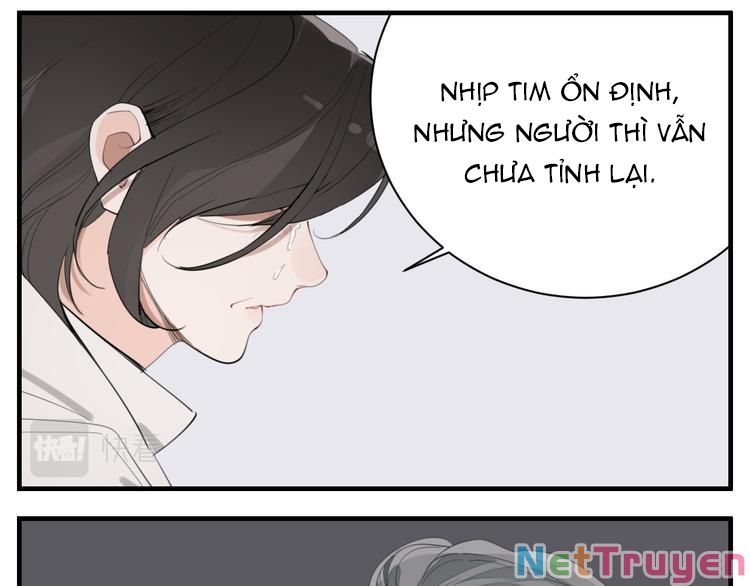 NHỊP TIM ỔN ĐỊNH,
NHƯNG NGƯỜI THÌ VẪN
CHƯA TỈNH LẠI.
快看! 快看
NetTruyen